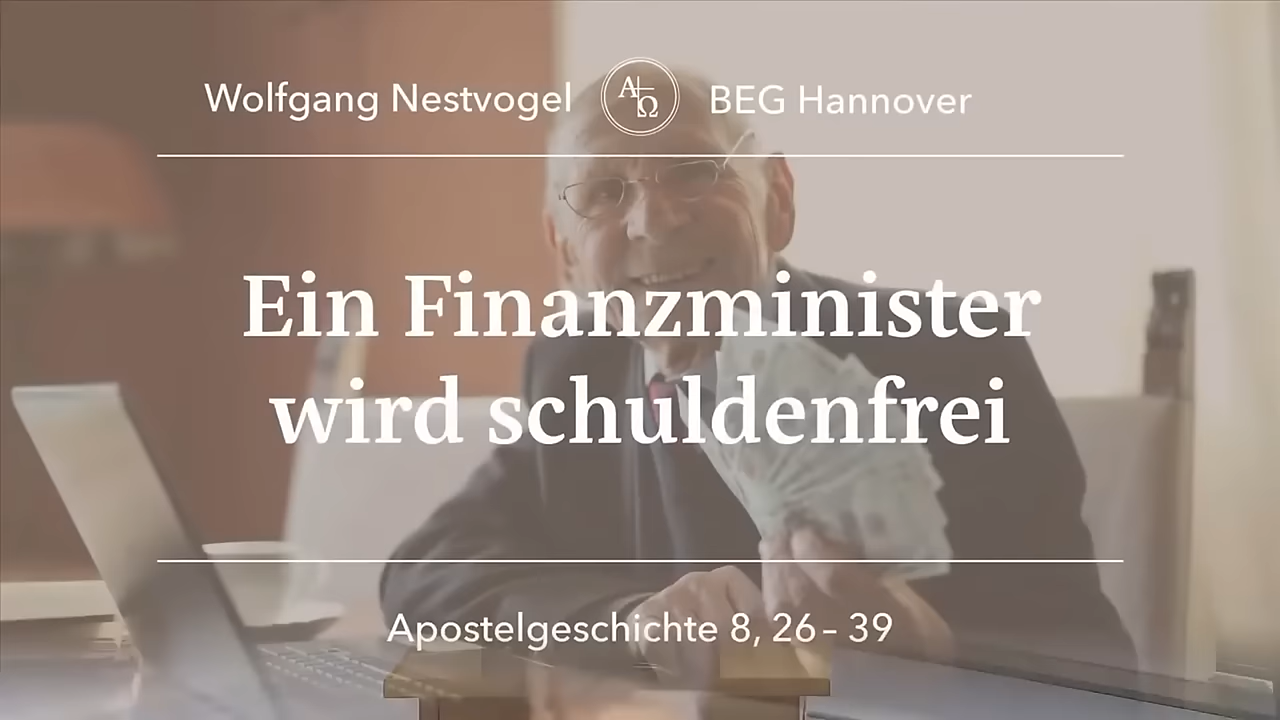 Wolfgang Nestvogel AΩ BEG Hannover
Ein Finanzminister
wird schuldenfrei
Apostelgeschichte 8, 26 – 39